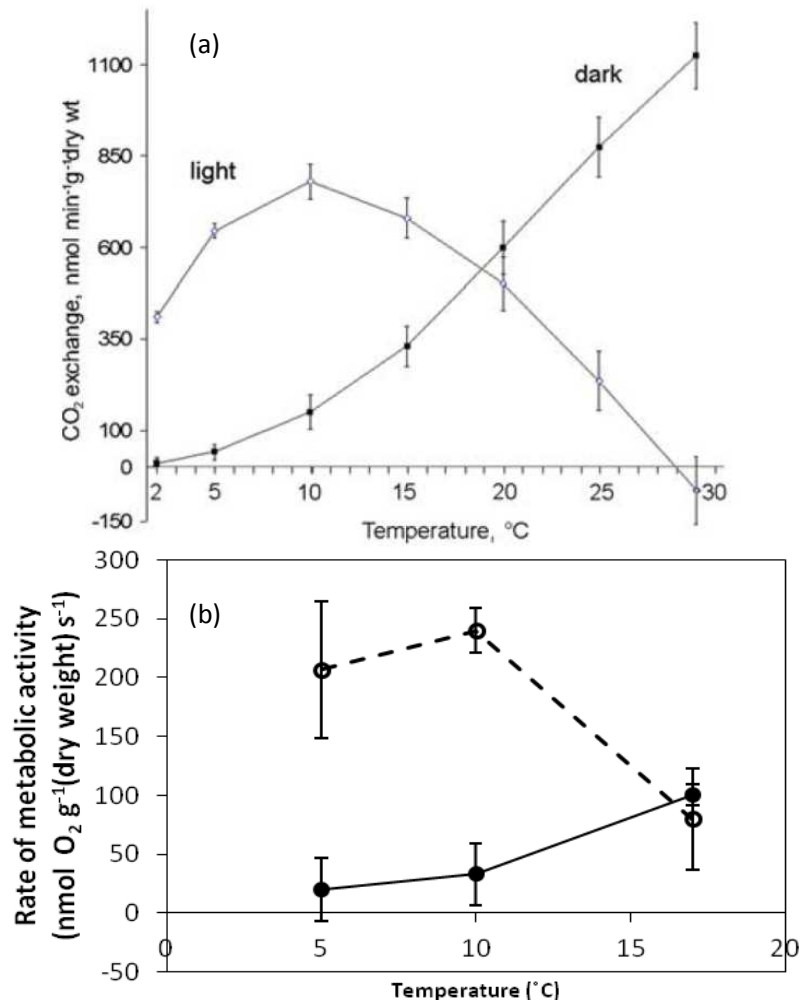 (a)
dark
light
1100
850
600
350
100
0
-150
CO₂ exchange, nmol min⁻¹g⁻¹dry wt
2 5 10 15 20 25 30
Temperature, °C
(b)
300
250
200
150
100
50
0
-50
Rate of metabolic activity
(nmol O₂ g⁻¹(dry weight) s⁻¹)
0 5 10 15 20
Temperature (˚C)